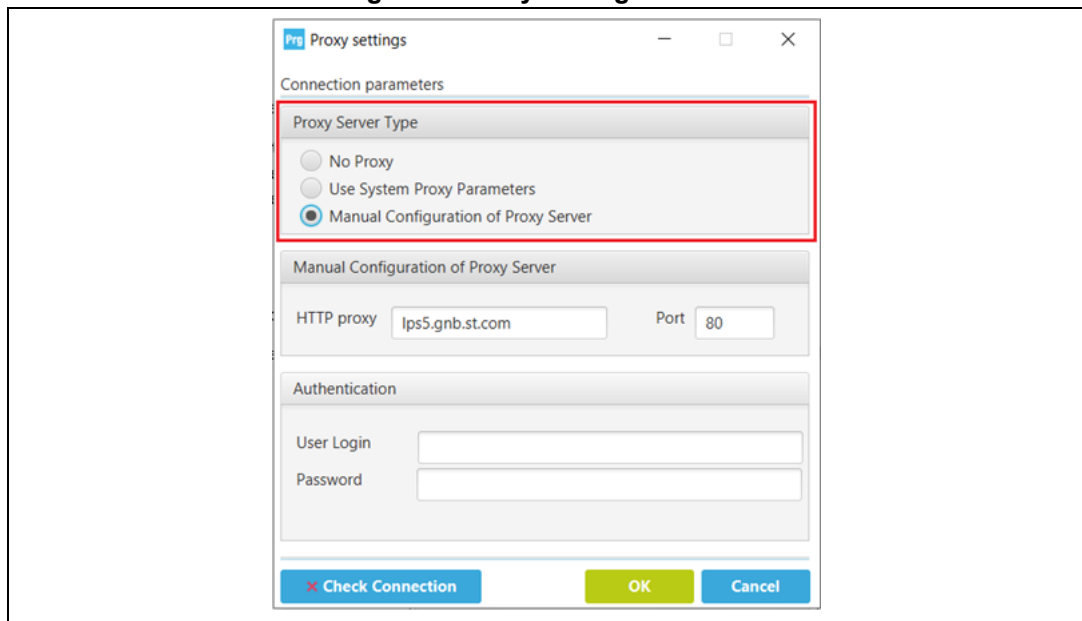 Prg Proxy settings
Connection parameters
Proxy Server Type
No Proxy
Use System Proxy Parameters
Manual Configuration of Proxy Server
Manual Configuration of Proxy Server
HTTP proxy lps5.gnb.st.com Port 80
Authentication
User Login
Password
Check Connection OK Cancel